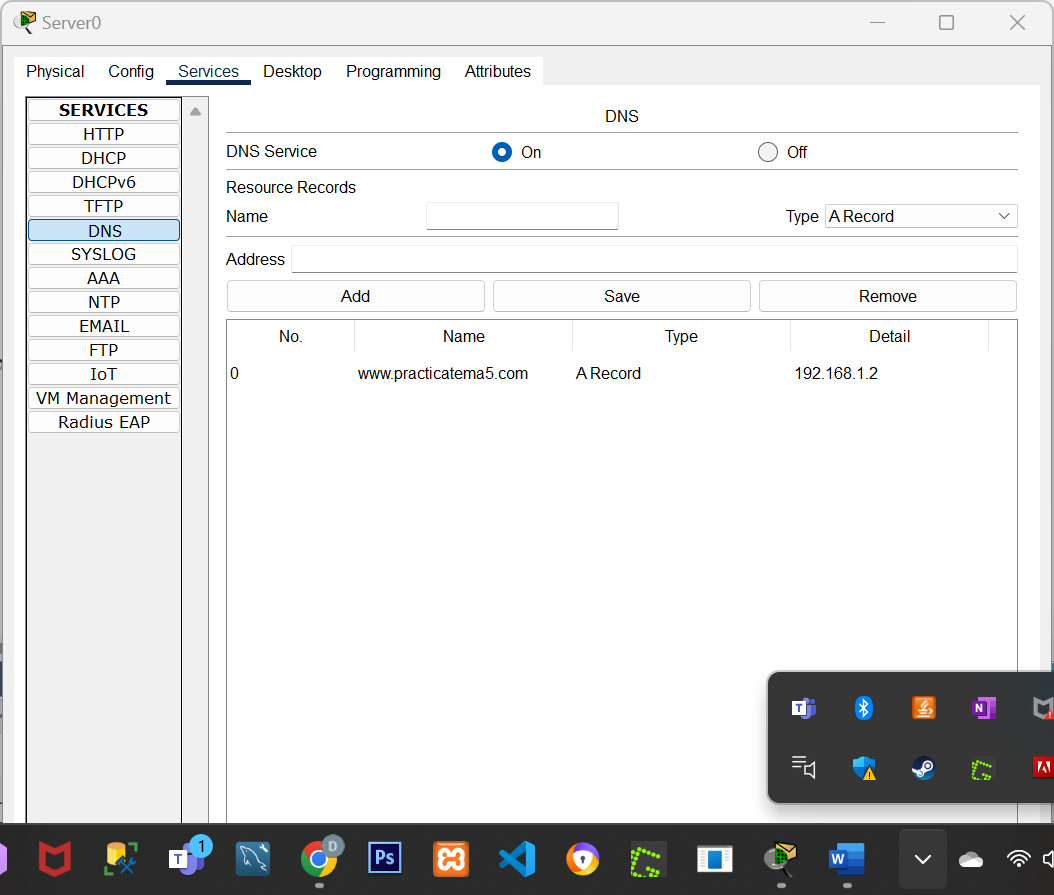 Server0
Physical Config Services Desktop Programming Attributes
SERVICES
HTTP
DHCP
DHCPv6
TFTP
DNS
SYSLOG
AAA
NTP
EMAIL
FTP
IoT
VM Management
Radius EAP
DNS
DNS Service On Off
Resource Records
Name Type A Record
Address
Add Save Remove
No. Name Type Detail
0 www.practicatema5.com A Record 192.168.1.2
T N
T 1 D Ps W